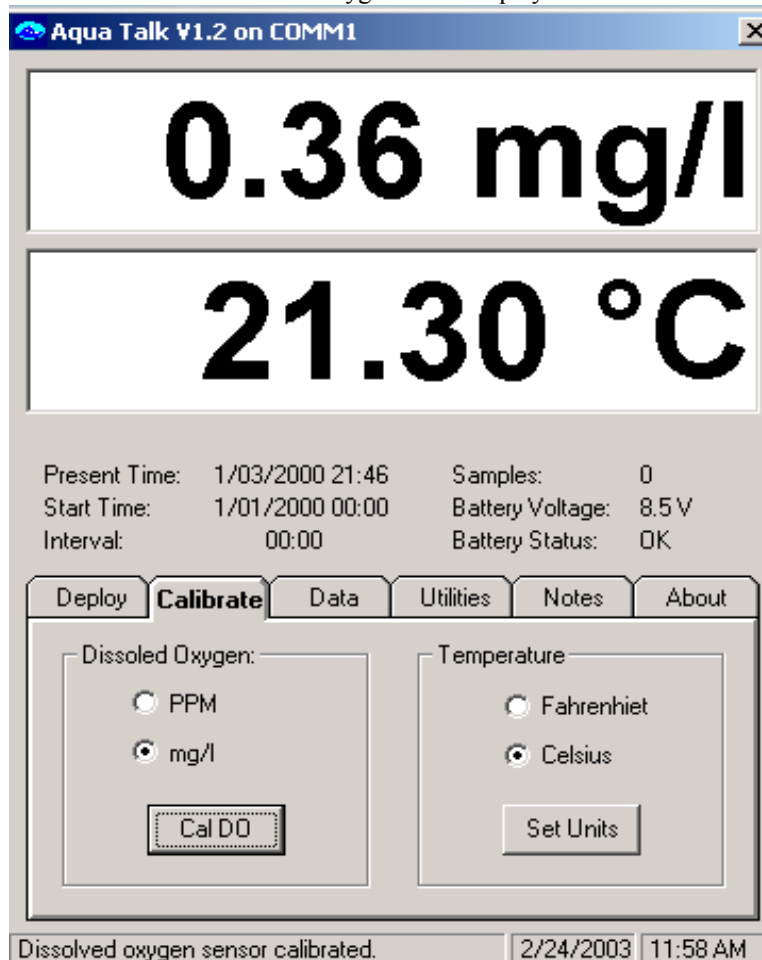 Aqua Talk V1.2 on COMM1
0.36 mg/l
21.30 °C
Present Time: 1/03/2000 21:46 Samples: 0
Start Time: 1/01/2000 00:00 Battery Voltage: 8.5 V
Interval: 00:00 Battery Status: OK
Deploy Calibrate Data Utilities Notes About
Dissoled Oxygen: Temperature
PPM Fahrenhiet
mg/l Celsius
Cal DO Set Units
Dissolved oxygen sensor calibrated. 2/24/2003 11:58 AM